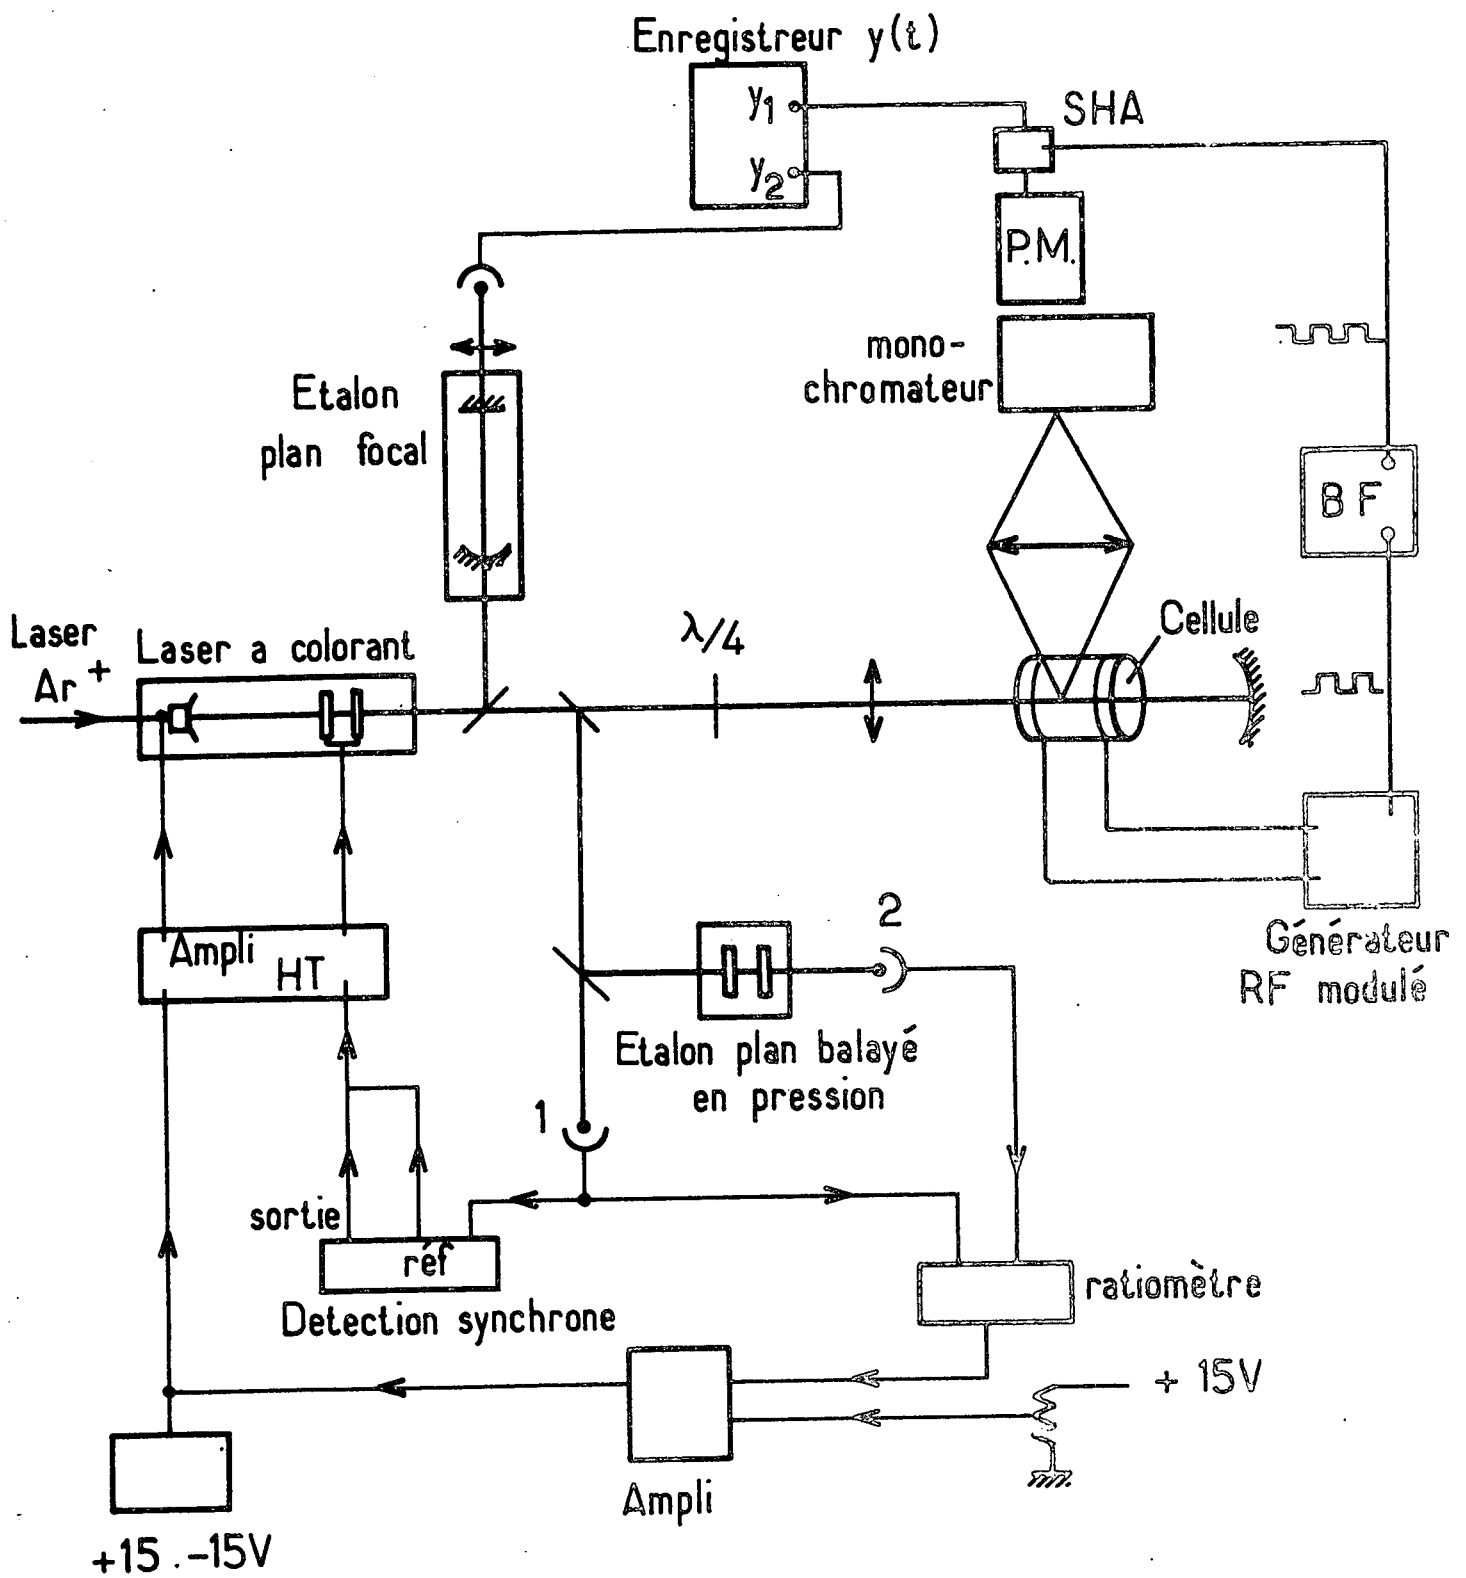 Enregistreur y(t)
y1
y2
SHA
P.M.
mono-
chromateur
Etalon
plan focal
BF
Laser
Ar+
Laser a colorant
λ/4
Cellule
Ampli
HT
2
Générateur
RF modulé
Etalon plan balayé
en pression
1
sortie
réf
Detection synchrone
ratiomètre
+ 15V
Ampli
+15 . -15V